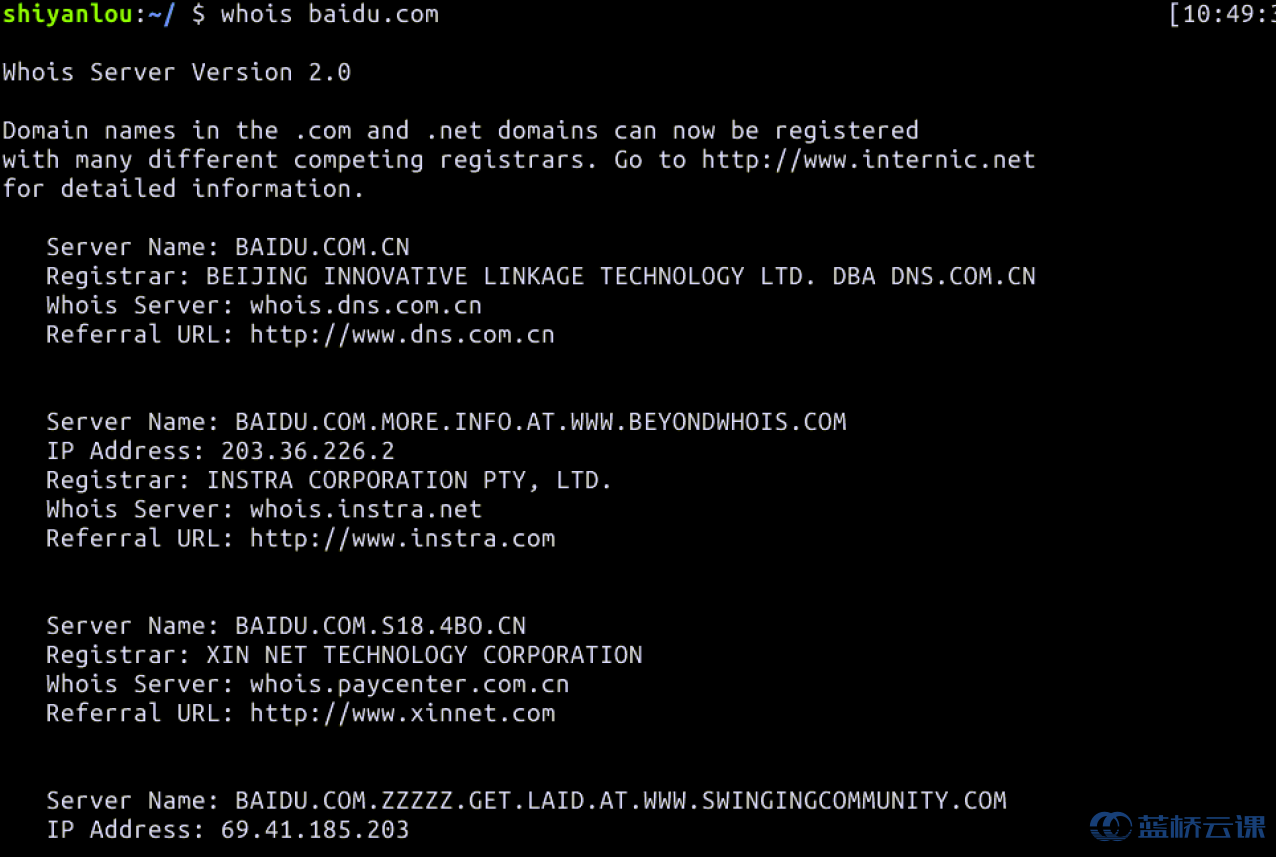 shiyanlou:~/ $ whois baidu.com [10:49:3
Whois Server Version 2.0
Domain names in the .com and .net domains can now be registered
with many different competing registrars. Go to http://www.internic.net
for detailed information.
Server Name: BAIDU.COM.CN
Registrar: BEIJING INNOVATIVE LINKAGE TECHNOLOGY LTD. DBA DNS.COM.CN
Whois Server: whois.dns.com.cn
Referral URL: http://www.dns.com.cn
Server Name: BAIDU.COM.MORE.INFO.AT.WWW.BEYONDWHOIS.COM
IP Address: 203.36.226.2
Registrar: INSTRA CORPORATION PTY, LTD.
Whois Server: whois.instra.net
Referral URL: http://www.instra.com
Server Name: BAIDU.COM.S18.4BO.CN
Registrar: XIN NET TECHNOLOGY CORPORATION
Whois Server: whois.paycenter.com.cn
Referral URL: http://www.xinnet.com
Server Name: BAIDU.COM.ZZZZZ.GET.LAID.AT.WWW.SWINGINGCOMMUNITY.COM
IP Address: 69.41.185.203
蓝桥云课